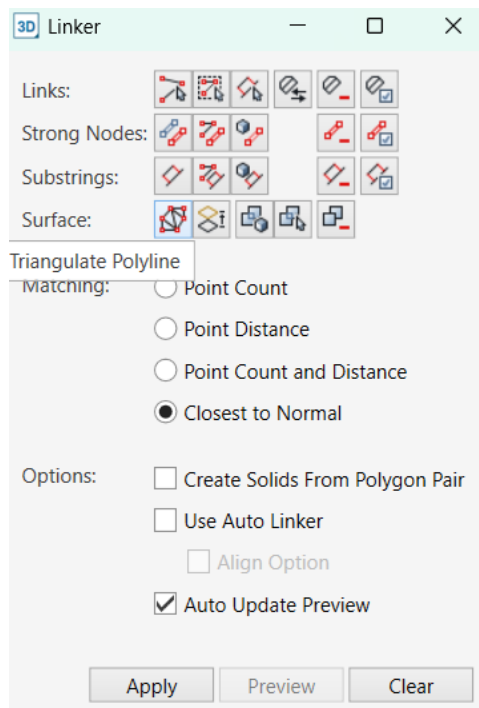 3D Linker
Links:
Strong Nodes:
Substrings:
Surface:
Triangulate Polyline
Matching:
Point Count
Point Distance
Point Count and Distance
Closest to Normal
Options:
Create Solids From Polygon Pair
Use Auto Linker
Align Option
Auto Update Preview
Apply Preview Clear